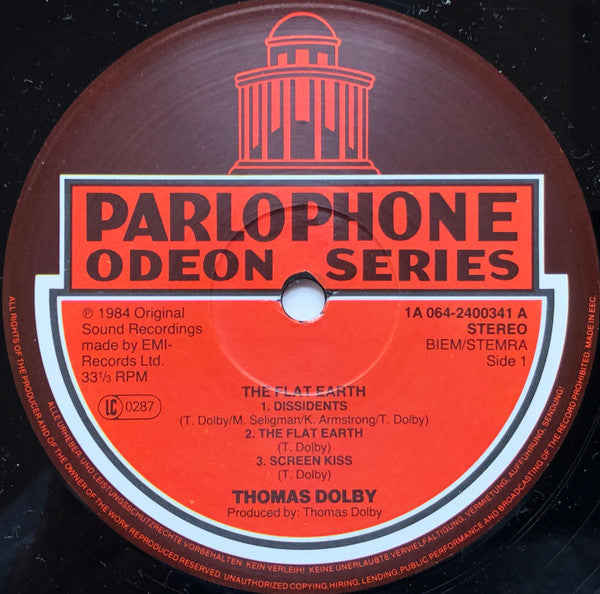 PARLOPHONE
ODEON SERIES
℗ 1984 Original
Sound Recordings
made by EMI-
Records Ltd.
33⅓ RPM
LC 0287
1A 064-2400341 A
STEREO
BIEM/STEMRA
Side 1
THE FLAT EARTH
1. DISSIDENTS
(T. Dolby/M. Seligman/K. Armstrong/T. Dolby)
2. THE FLAT EARTH
(T. Dolby)
3. SCREEN KISS
(T. Dolby)
THOMAS DOLBY
Produced by: Thomas Dolby
ALLE URHEBER- UND LEISTUNGSSCHUTZRECHTE VORBEHALTEN. KEIN VERLEIH! KEINE UNERLAUBTE VERVIELFÄLTIGUNG, VERMIETUNG, AUFFÜHRUNG, SENDUNG!
ALL RIGHTS OF THE PRODUCER AND OF THE OWNER OF THE WORK REPRODUCED RESERVED. UNAUTHORIZED COPYING, HIRING, LENDING, PUBLIC PERFORMANCE AND BROADCASTING OF THE RECORD PROHIBITED. MADE IN EEC.